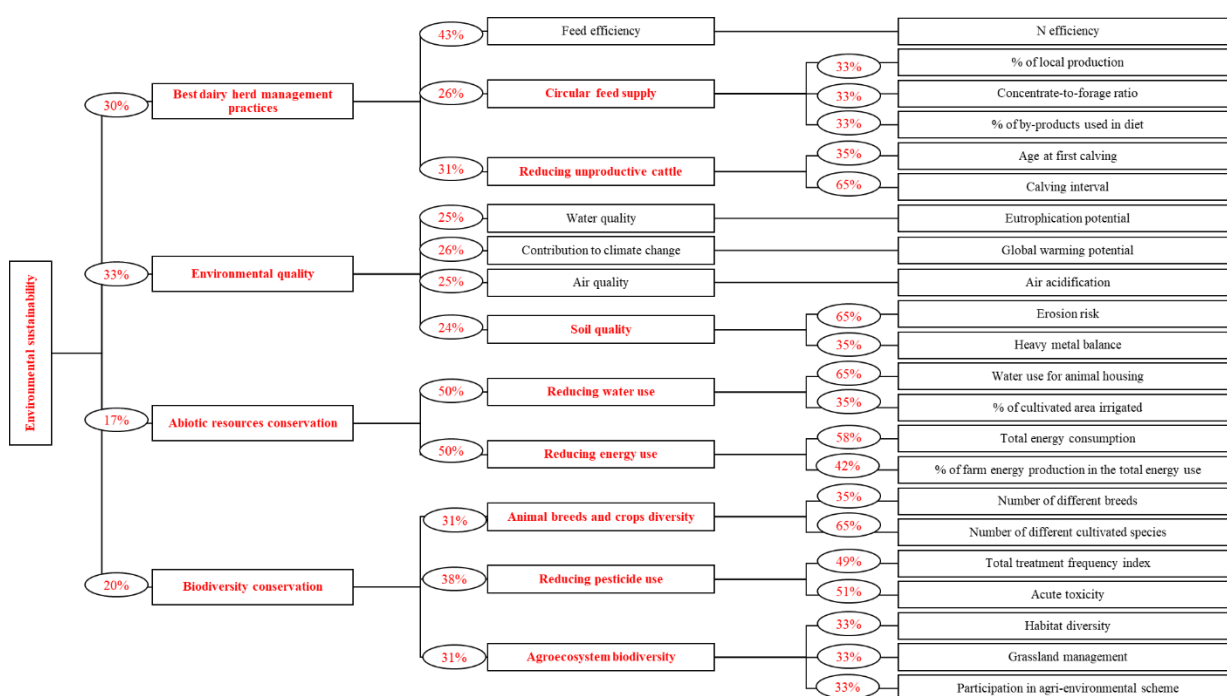 43%
Feed efficiency
N efficiency
33%
% of local production
30%
Best dairy herd management
practices
26%
Circular feed supply
33%
Concentrate-to-forage ratio
33%
% of by-products used in diet
31%
Reducing unproductive cattle
35%
Age at first calving
65%
Calving interval
25%
Water quality
Eutrophication potential
33%
Environmental quality
26%
Contribution to climate change
Global warming potential
25%
Air quality
Air acidification
24%
Soil quality
65%
Erosion risk
35%
Heavy metal balance
Environmental sustainability
17%
Abiotic resources conservation
50%
Reducing water use
65%
Water use for animal housing
35%
% of cultivated area irrigated
50%
Reducing energy use
58%
Total energy consumption
42%
% of farm energy production in the total energy use
31%
Animal breeds and crops diversity
35%
Number of different breeds
65%
Number of different cultivated species
20%
Biodiversity conservation
38%
Reducing pesticide use
49%
Total treatment frequency index
51%
Acute toxicity
31%
Agroecosystem biodiversity
33%
Habitat diversity
33%
Grassland management
33%
Participation in agri-environmental scheme